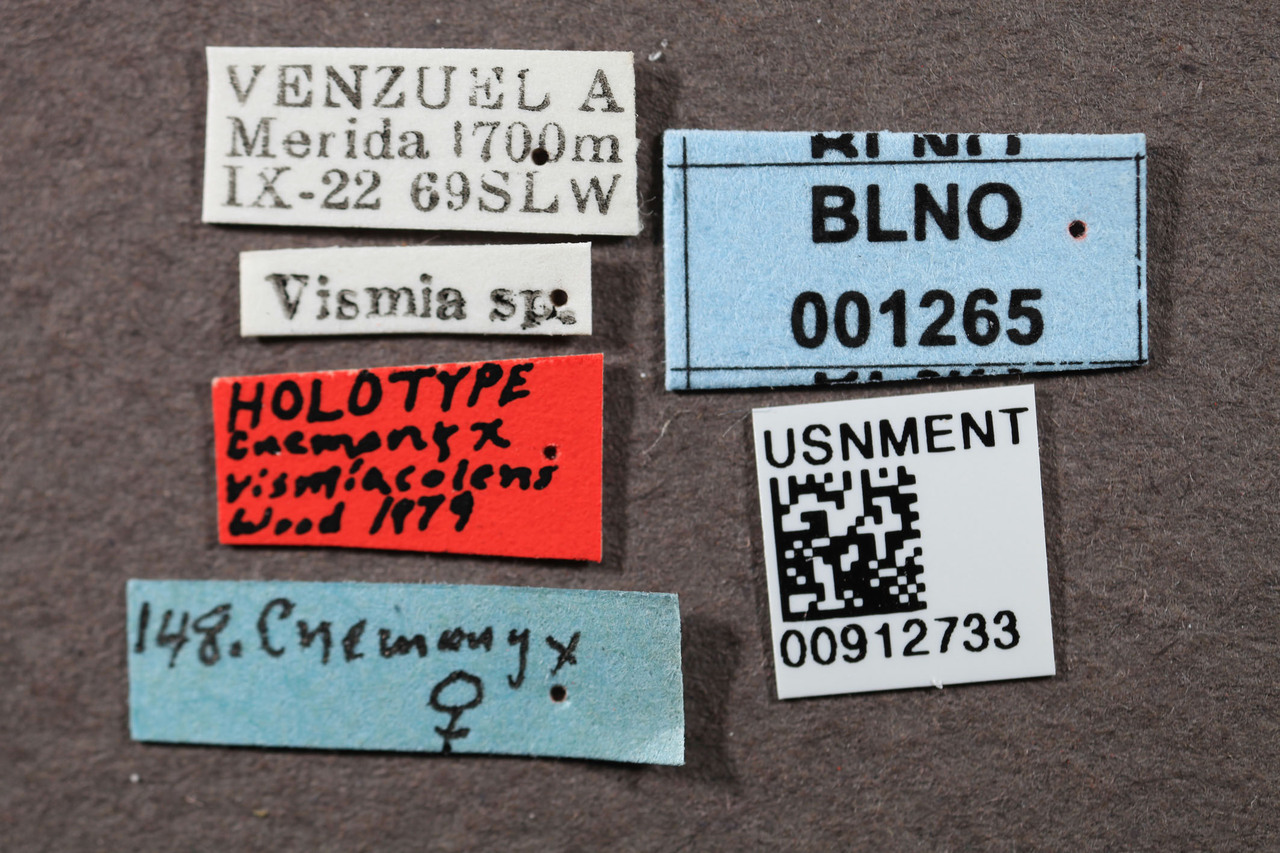 VENZUEL A
Merida 1700m
IX-22 69SLW
Vismia sp.
HOLOTYPE
Cnemonyx
vismiacolens
Wood 1979
148. Cnemonyx
♀
BLNO
001265
USNMENT
00912733